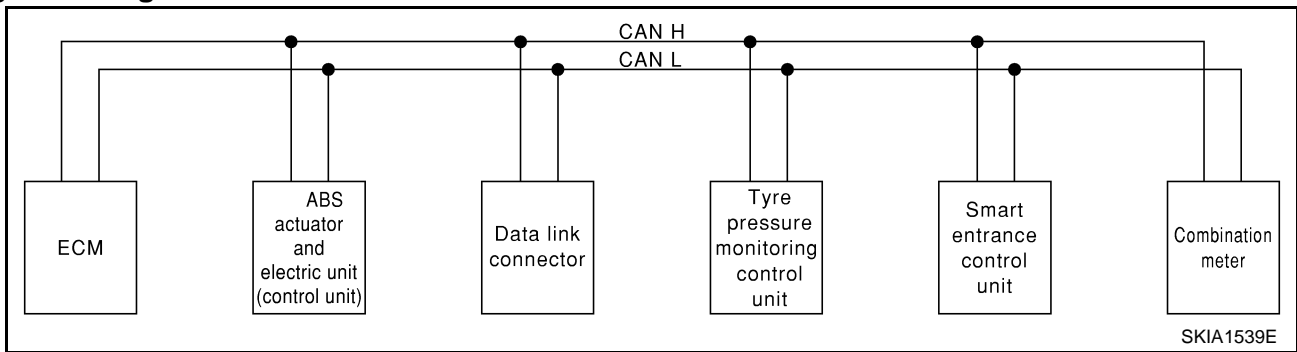 CAN H
CAN L
ECM
ABS
actuator
and
electric unit
(control unit)
Data link
connector
Tyre
pressure
monitoring
control
unit
Smart
entrance
control
unit
Combination
meter
SKIA1539E